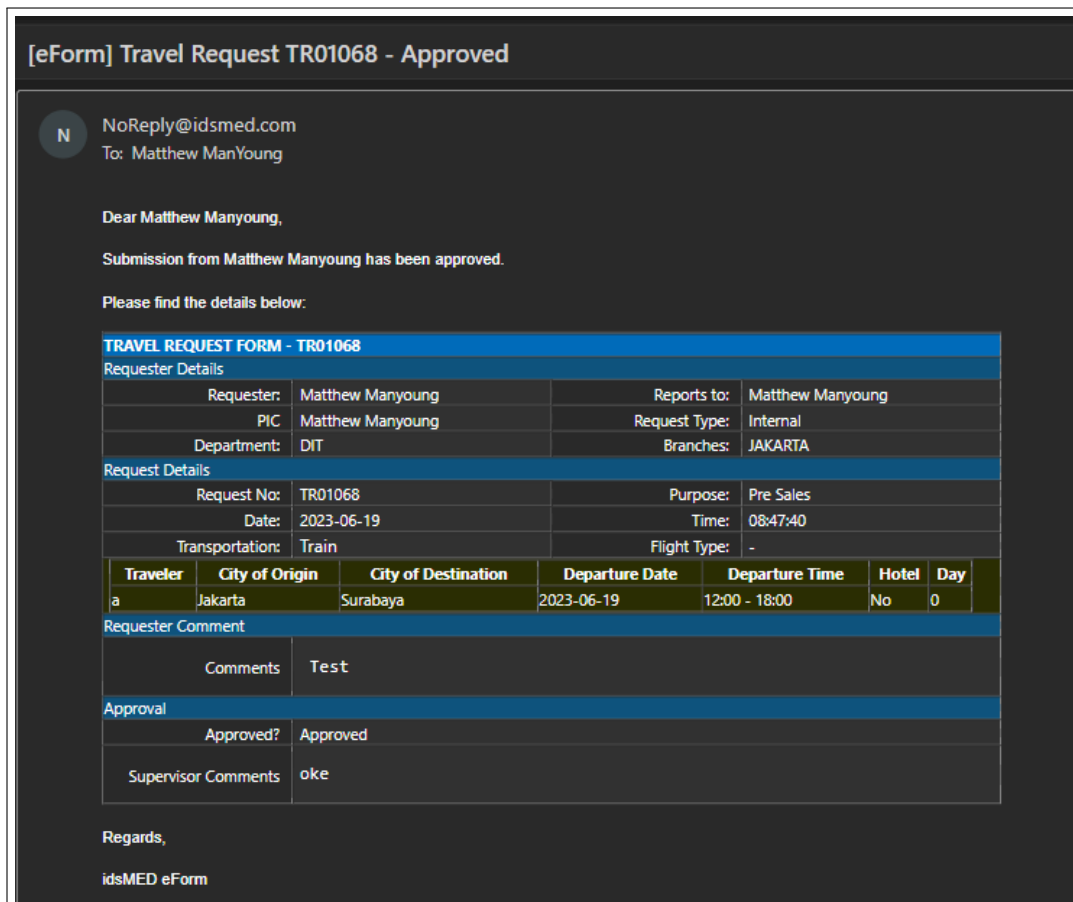 [eForm] Travel Request TR01068 - Approved
N
NoReply@idsmed.com
To: Matthew ManYoung
Dear Matthew Manyoung,
Submission from Matthew Manyoung has been approved.
Please find the details below:
TRAVEL REQUEST FORM - TR01068
Requester Details
Requester: Matthew Manyoung Reports to: Matthew Manyoung
PIC Matthew Manyoung Request Type: Internal
Department: DIT Branches: JAKARTA
Request Details
Request No: TR01068 Purpose: Pre Sales
Date: 2023-06-19 Time: 08:47:40
Transportation: Train Flight Type: -
Traveler City of Origin City of Destination Departure Date Departure Time Hotel Day
a Jakarta Surabaya 2023-06-19 12:00 - 18:00 No 0
Requester Comment
Comments Test
Approval
Approved? Approved
Supervisor Comments oke
Regards,
idsMED eForm